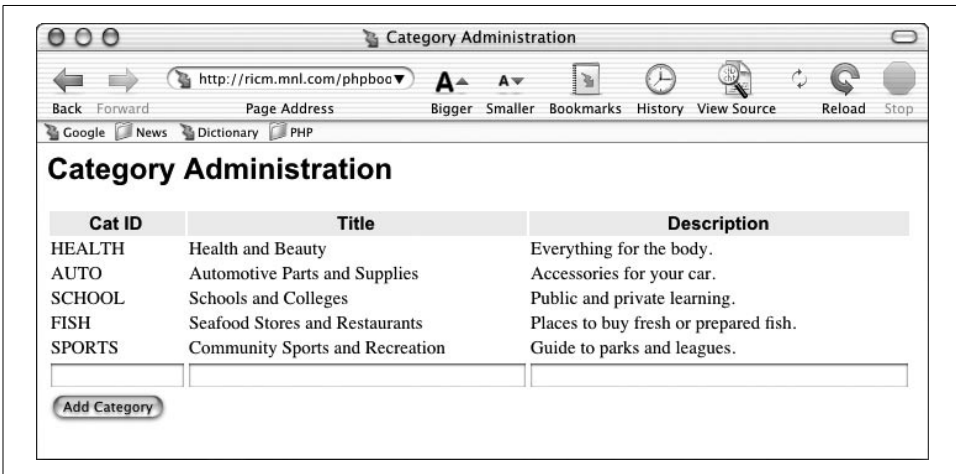 Category Administration
http://ricm.mnl.com/phpboo
A A
Back Forward Page Address Bigger Smaller Bookmarks History View Source Reload Stop
Google News Dictionary PHP
Category Administration
Cat ID Title Description
HEALTH Health and Beauty Everything for the body.
AUTO Automotive Parts and Supplies Accessories for your car.
SCHOOL Schools and Colleges Public and private learning.
FISH Seafood Stores and Restaurants Places to buy fresh or prepared fish.
SPORTS Community Sports and Recreation Guide to parks and leagues.
Add Category